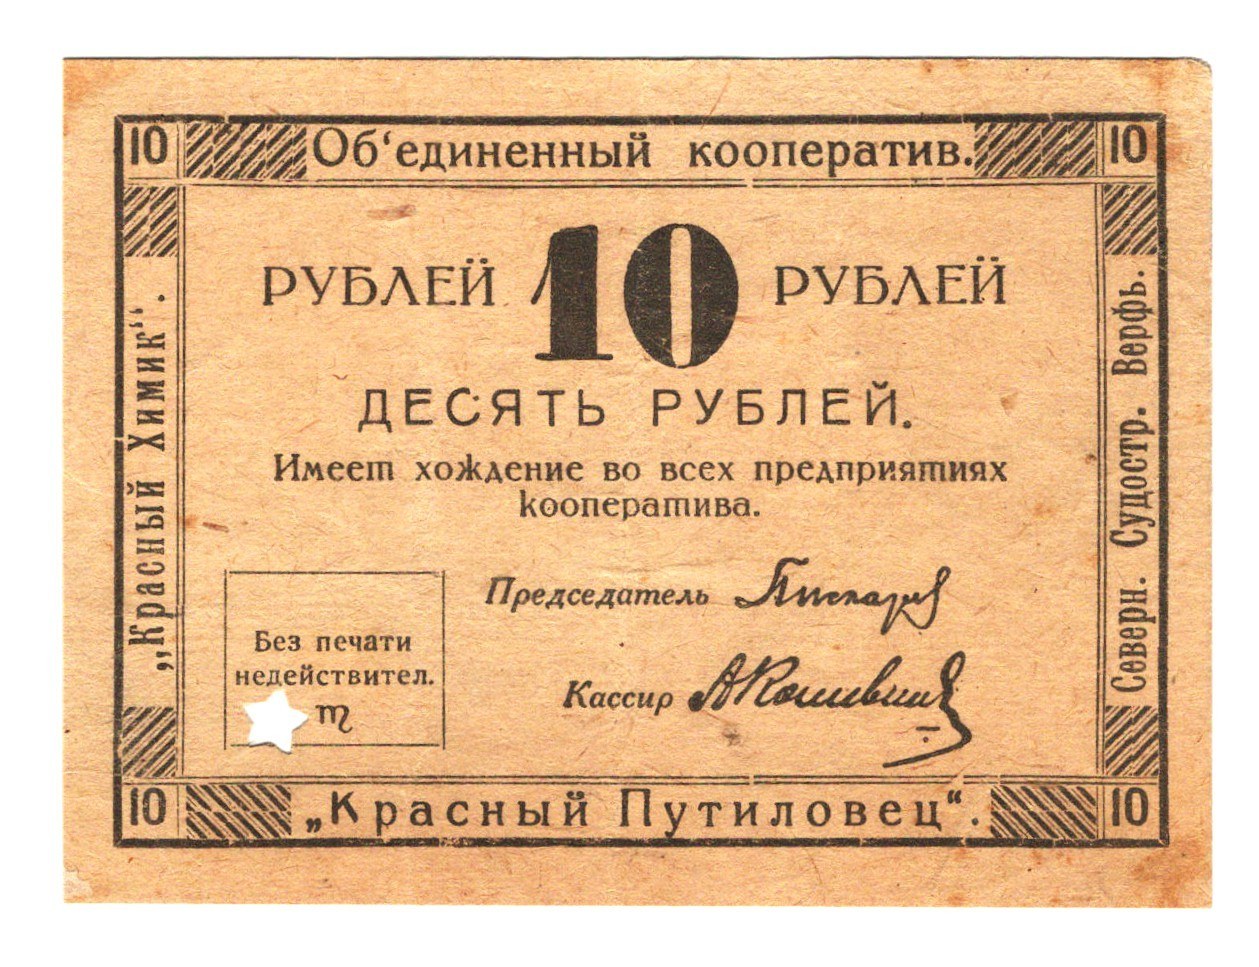 10 Об‘единенный кооператив. 10
„Красный Химик“.
РУБЛЕЙ 10 РУБЛЕЙ
ДЕСЯТЬ РУБЛЕЙ.
Имеет хождение во всех предприятиях
кооператива.
Председатель
Кассир
Без печати
недействител.
Северн. Судостр. Верфь.
10 „Красный Путиловец“. 10